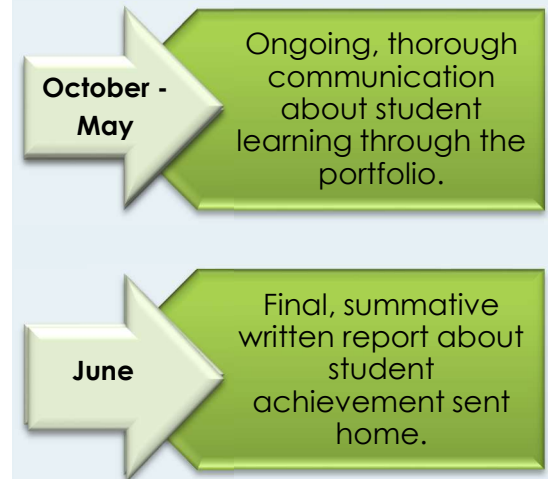 October -
May
Ongoing, thorough
communication
about student
learning through the
portfolio.
June
Final, summative
written report about
student
achievement sent
home.